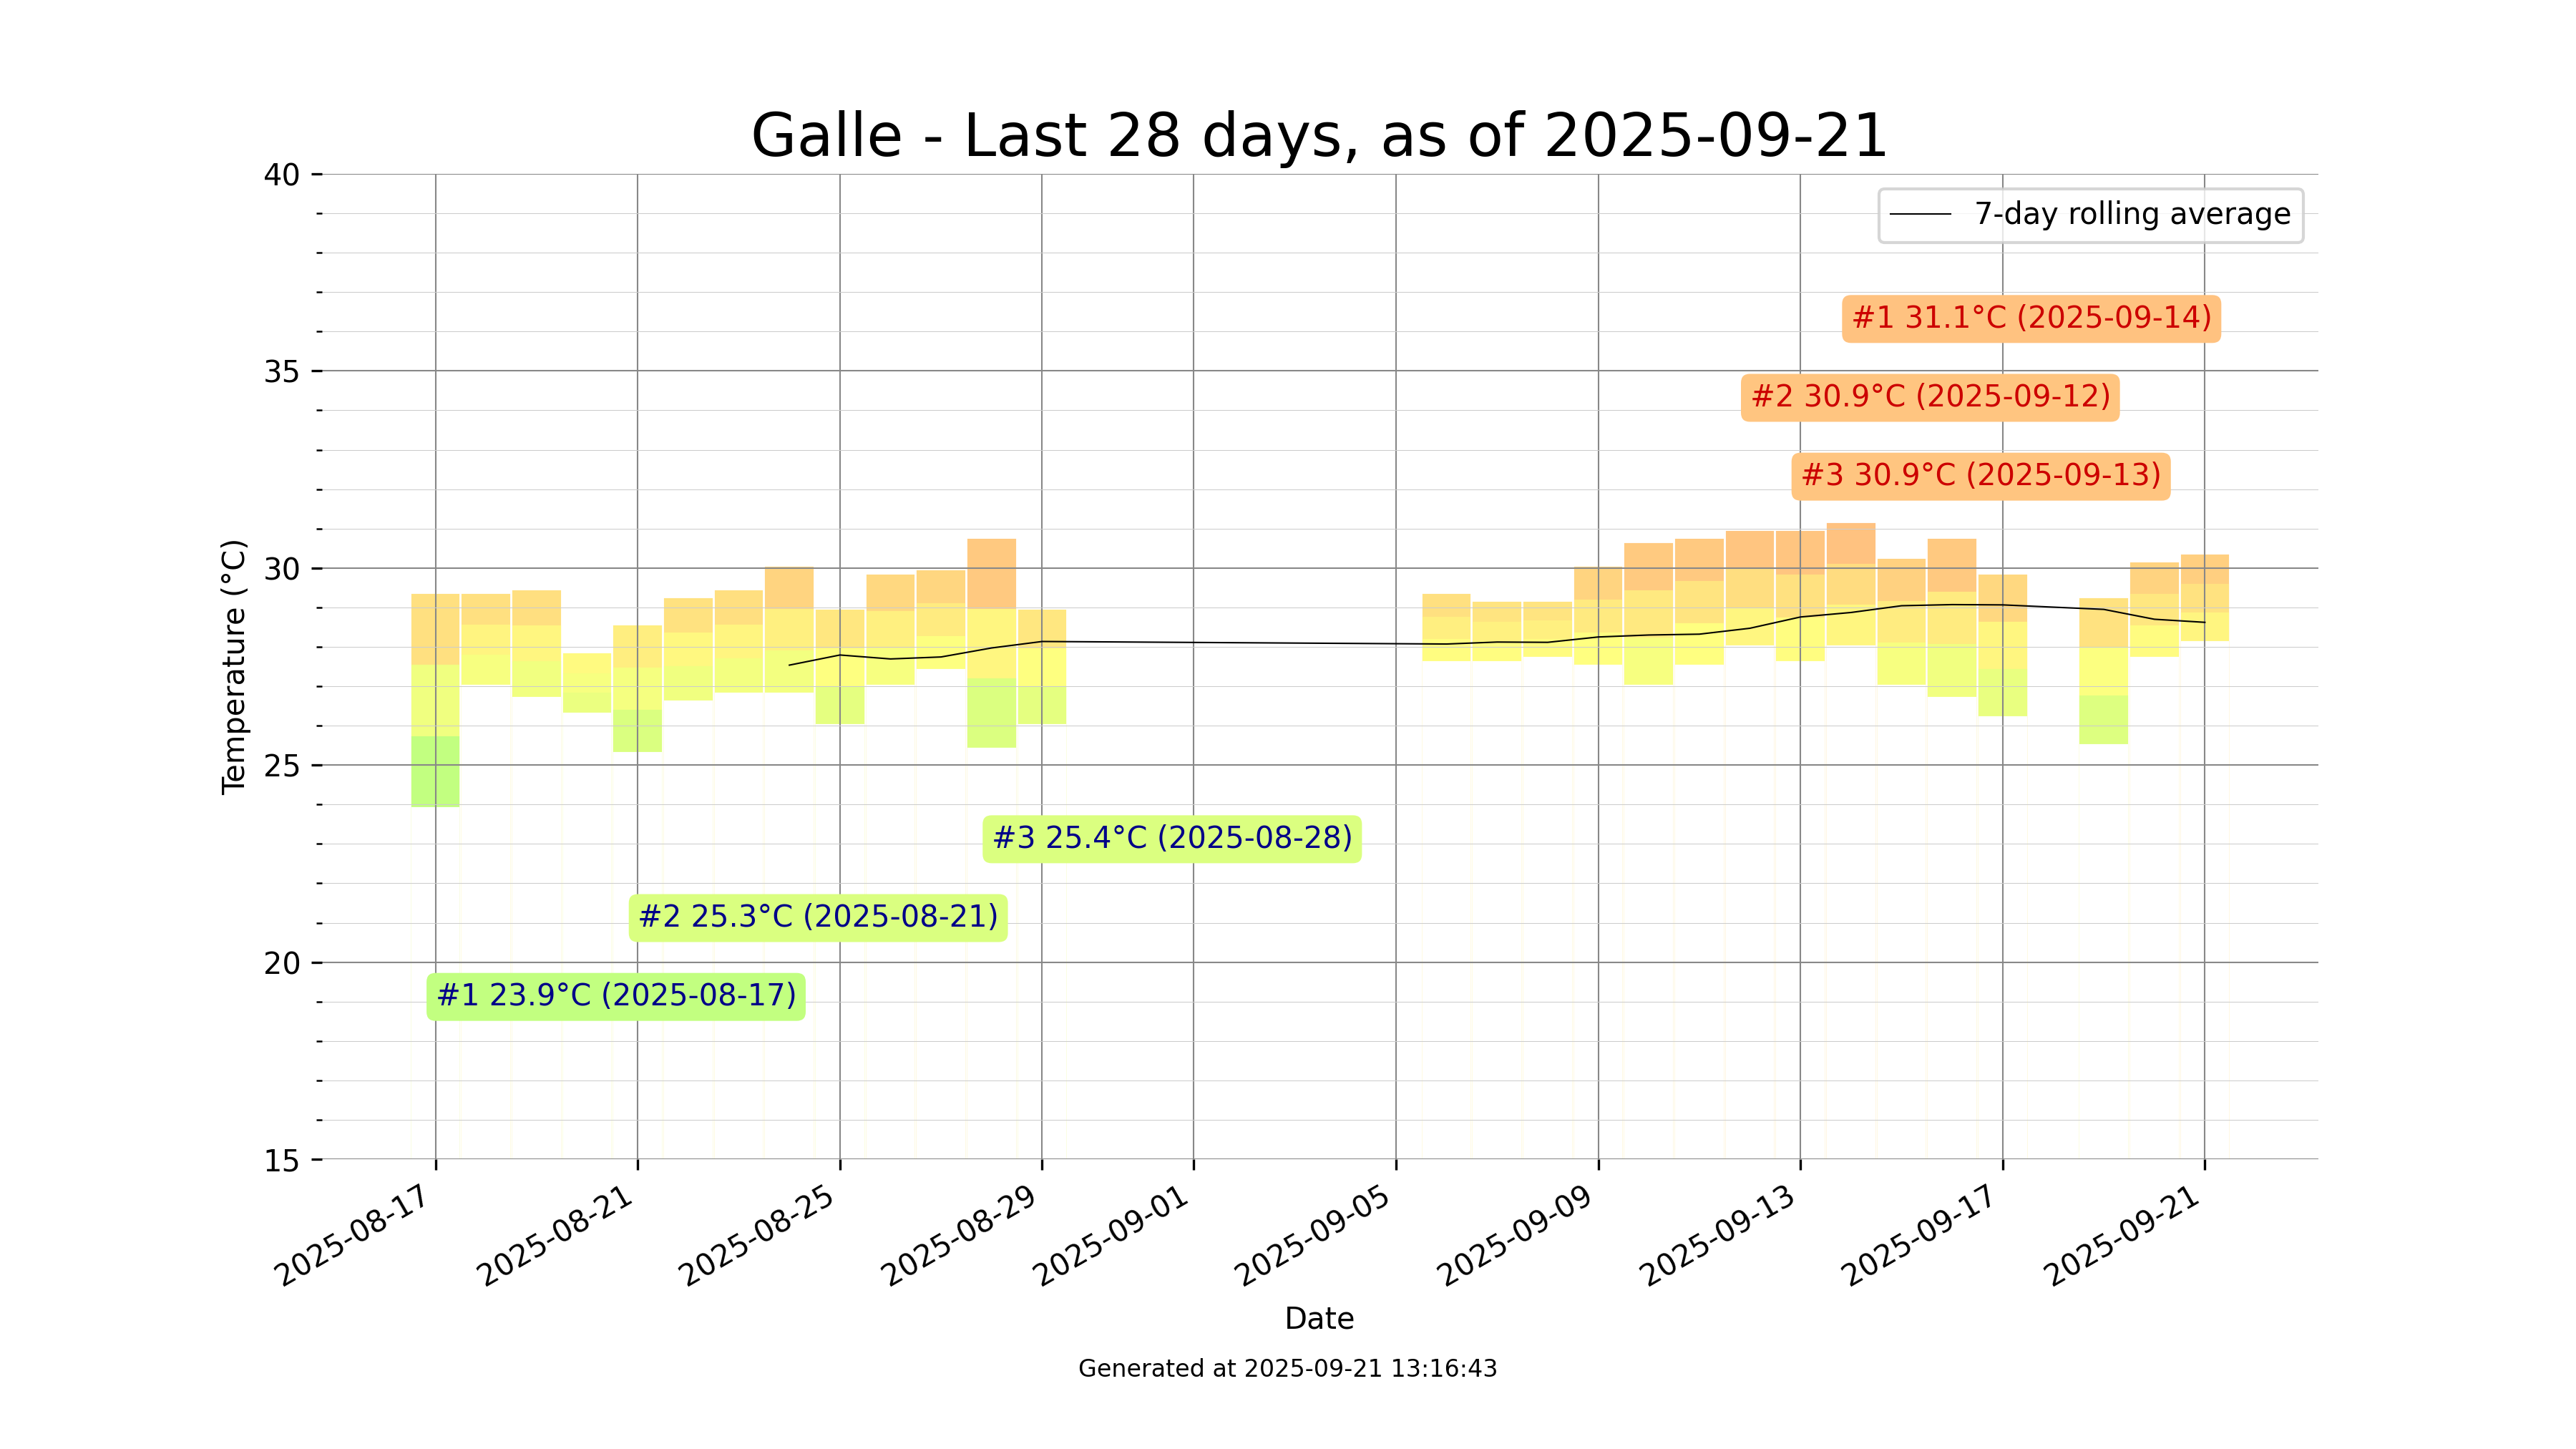 Galle - Last 28 days, as of 2025-09-21
40
35
30
25
20
15
Temperature (°C)
7-day rolling average
#1 31.1°C (2025-09-14)
#2 30.9°C (2025-09-12)
#3 30.9°C (2025-09-13)
#3 25.4°C (2025-08-28)
#2 25.3°C (2025-08-21)
#1 23.9°C (2025-08-17)
2025-08-17
2025-08-21
2025-08-25
2025-08-29
2025-09-01
2025-09-05
2025-09-09
2025-09-13
2025-09-17
2025-09-21
Date
Generated at 2025-09-21 13:16:43